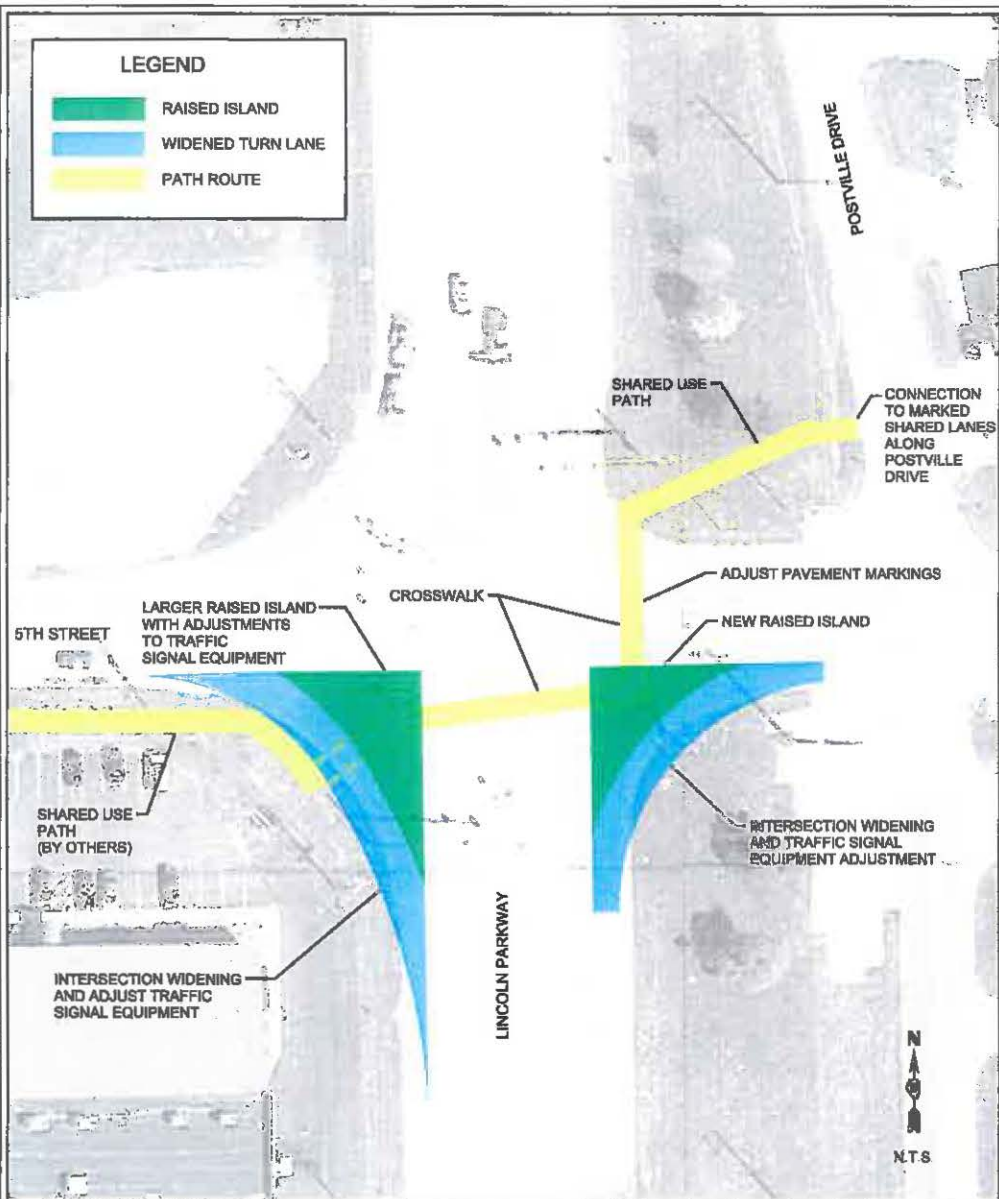 LEGEND
RAISED ISLAND
WIDENED TURN LANE
PATH ROUTE
POSTVILLE DRIVE
SHARED USE
PATH
CONNECTION
TO MARKED
SHARED LANES
ALONG
POSTVILLE
DRIVE
ADJUST PAVEMENT MARKINGS
CROSSWALK
NEW RAISED ISLAND
LARGER RAISED ISLAND
WITH ADJUSTMENTS
TO TRAFFIC
SIGNAL EQUIPMENT
5TH STREET
SHARED USE
PATH
(BY OTHERS)
INTERSECTION WIDENING
AND TRAFFIC SIGNAL
EQUIPMENT ADJUSTMENT
LINCOLN PARKWAY
INTERSECTION WIDENING
AND ADJUST TRAFFIC
SIGNAL EQUIPMENT
N
N.T.S.